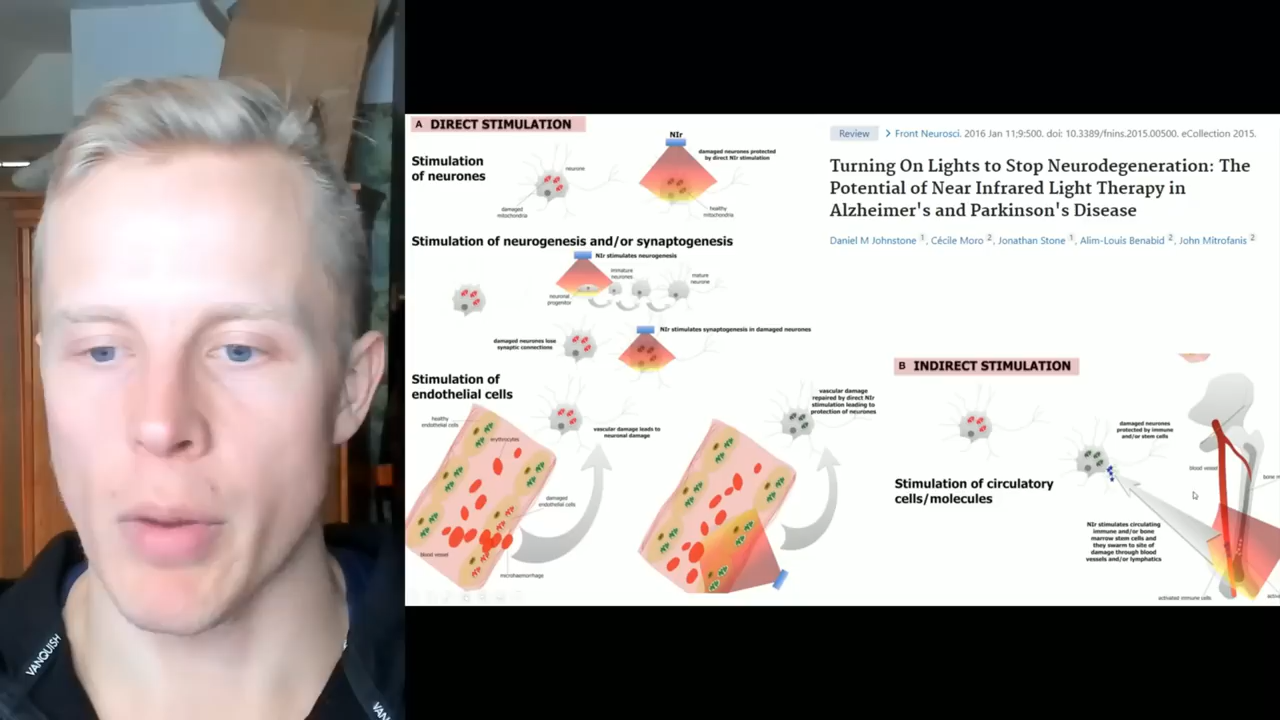 A DIRECT STIMULATION
Stimulation
of neurones
neurone
damaged
mitochondria
NIr
damaged neurones protected
by direct NIr stimulation
healthy
mitochondria
Stimulation of neurogenesis and/or synaptogenesis
NIr stimulates neurogenesis
immature
neurones
mature
neurone
neuronal
progenitor
NIr stimulates synaptogenesis in damaged neurones
damaged neurones lose
synaptic connections
Stimulation of
endothelial cells
healthy
endothelial cells
erythrocytes
vascular damage leads to
neuronal damage
damaged
endothelial cells
blood vessel
microhaemorrhage
vascular damage
repaired by direct NIr
stimulation leading to
protection of neurones
Review
Front Neurosci. 2016 Jan 11;9:500. doi: 10.3389/fnins.2015.00500. eCollection 2015.
Turning On Lights to Stop Neurodegeneration: The
Potential of Near Infrared Light Therapy in
Alzheimer's and Parkinson's Disease
Daniel M Johnstone 1, Cécile Moro 2, Jonathan Stone 1, Alim-Louis Benabid 2, John Mitrofanis 2
B INDIRECT STIMULATION
damaged neurones
protected by immune
and/or stem cells
Stimulation of circulatory
cells/molecules
blood vessel
bone m
NIr stimulates circulating
immune and/or bone
marrow stem cells and
they swarm to site of
damage through blood
vessels and/or lymphatics
activated immune cells
activa
VANQUISH
VAN